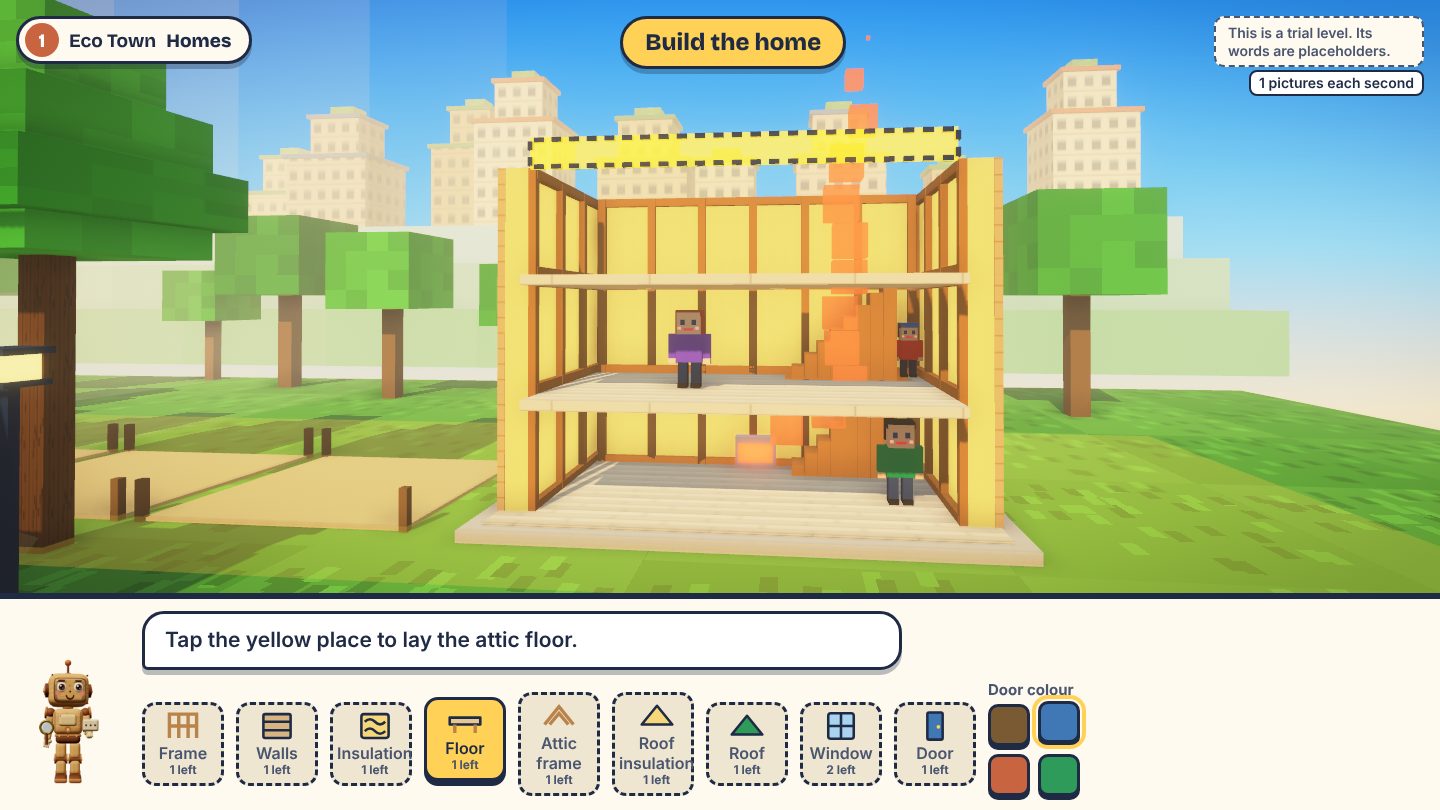 1 Eco Town Homes
Build the home
This is a trial level. Its
words are placeholders.
1 pictures each second
Tap the yellow place to lay the attic floor.
Door colour
Frame
1 left
Walls
1 left
Insulation
1 left
Floor
1 left
Attic
frame
1 left
Roof
insulation
1 left
Roof
1 left
Window
2 left
Door
1 left